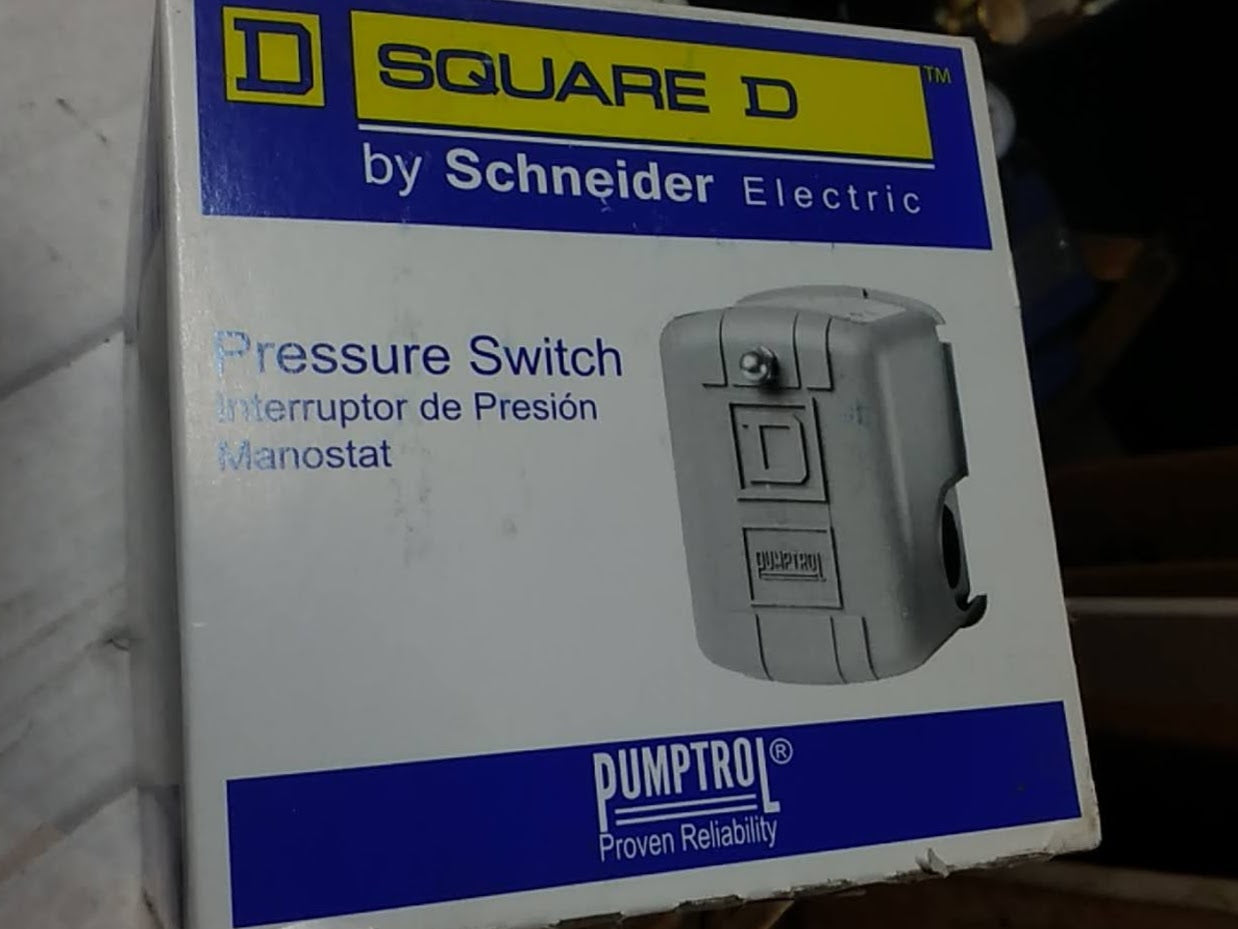 D SQUARE D ™
by Schneider Electric
Pressure Switch
Interruptor de Presión
Manostat
D
PUMPTROL
PUMPTROL®
Proven Reliability